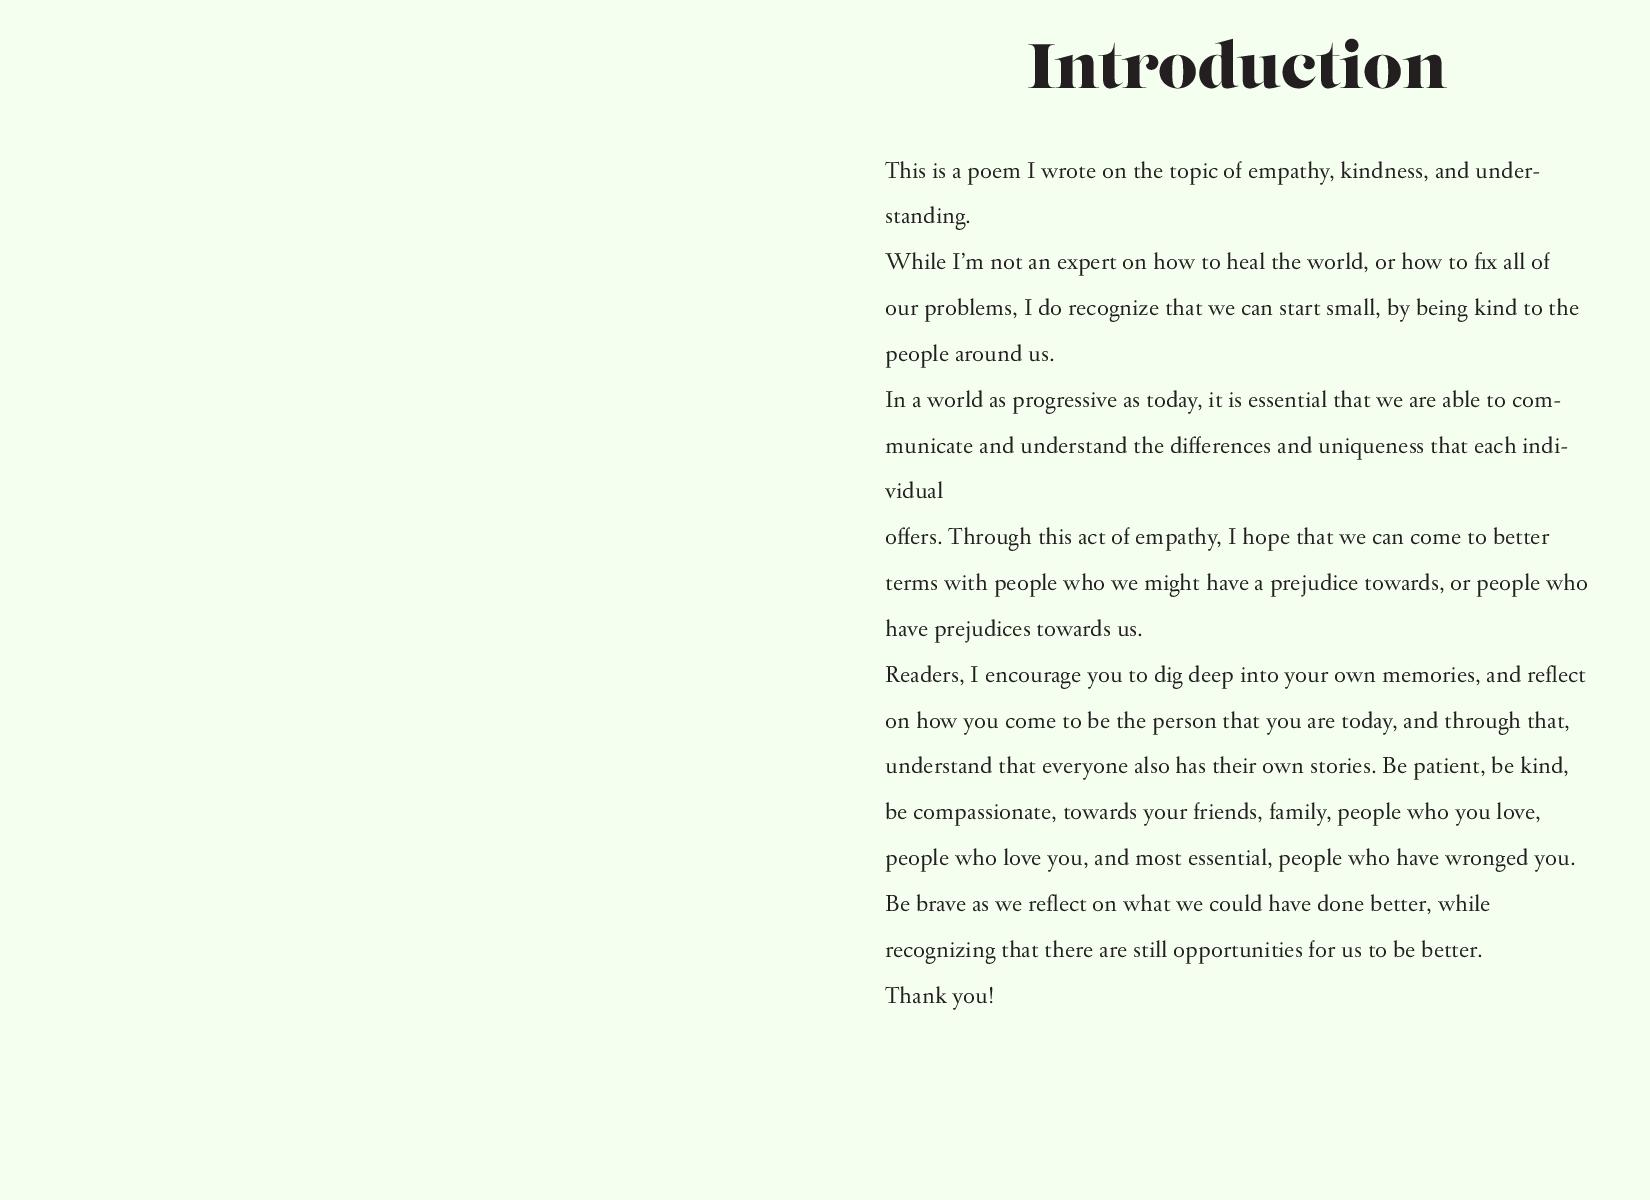 Introduction
This is a poem I wrote on the topic of empathy, kindness, and under-
standing.
While I’m not an expert on how to heal the world, or how to fix all of
our problems, I do recognize that we can start small, by being kind to the
people around us.
In a world as progressive as today, it is essential that we are able to com-
municate and understand the differences and uniqueness that each indi-
vidual
offers. Through this act of empathy, I hope that we can come to better
terms with people who we might have a prejudice towards, or people who
have prejudices towards us.
Readers, I encourage you to dig deep into your own memories, and reflect
on how you come to be the person that you are today, and through that,
understand that everyone also has their own stories. Be patient, be kind,
be compassionate, towards your friends, family, people who you love,
people who love you, and most essential, people who have wronged you.
Be brave as we reflect on what we could have done better, while
recognizing that there are still opportunities for us to be better.
Thank you!